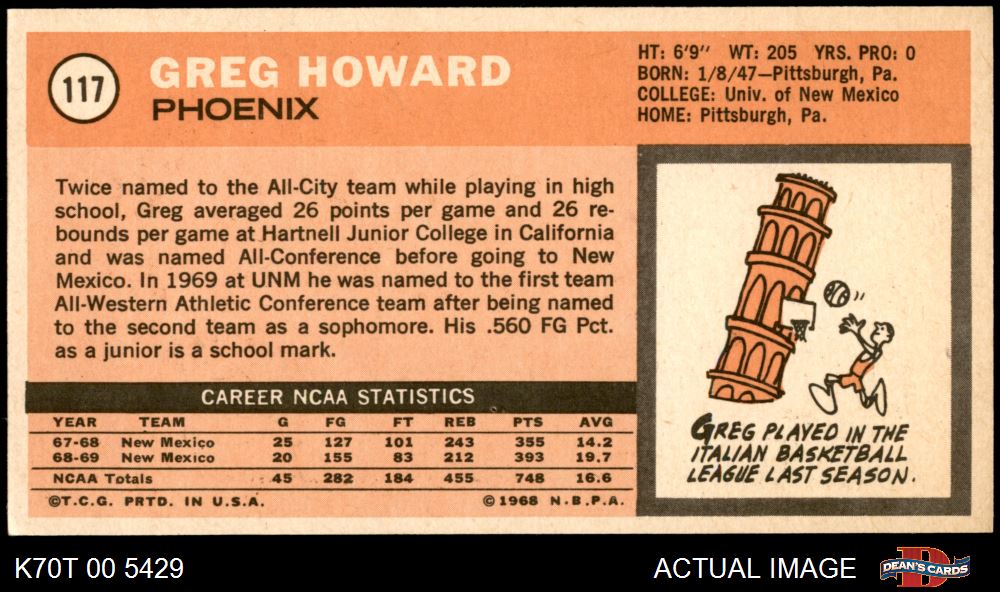 117
GREG HOWARD
PHOENIX
HT: 6'9" WT: 205 YRS. PRO: 0
BORN: 1/8/47—Pittsburgh, Pa.
COLLEGE: Univ. of New Mexico
HOME: Pittsburgh, Pa.
Twice named to the All-City team while playing in high
school, Greg averaged 26 points per game and 26 re-
bounds per game at Hartnell Junior College in California
and was named All-Conference before going to New
Mexico. In 1969 at UNM he was named to the first team
All-Western Athletic Conference team after being named
to the second team as a sophomore. His .560 FG Pct.
as a junior is a school mark.
CAREER NCAA STATISTICS
YEAR TEAM G FG FT REB PTS AVG
67-68 New Mexico 25 127 101 243 355 14.2
68-69 New Mexico 20 155 83 212 393 19.7
NCAA Totals 45 282 184 455 748 16.6
©T.C.G. PRTD. IN U.S.A. ©1968 N.B.P.A.
GREG PLAYED IN THE
ITALIAN BASKETBALL
LEAGUE LAST SEASON.
K70T 00 5429
ACTUAL IMAGE
D
DEAN'S CARDS